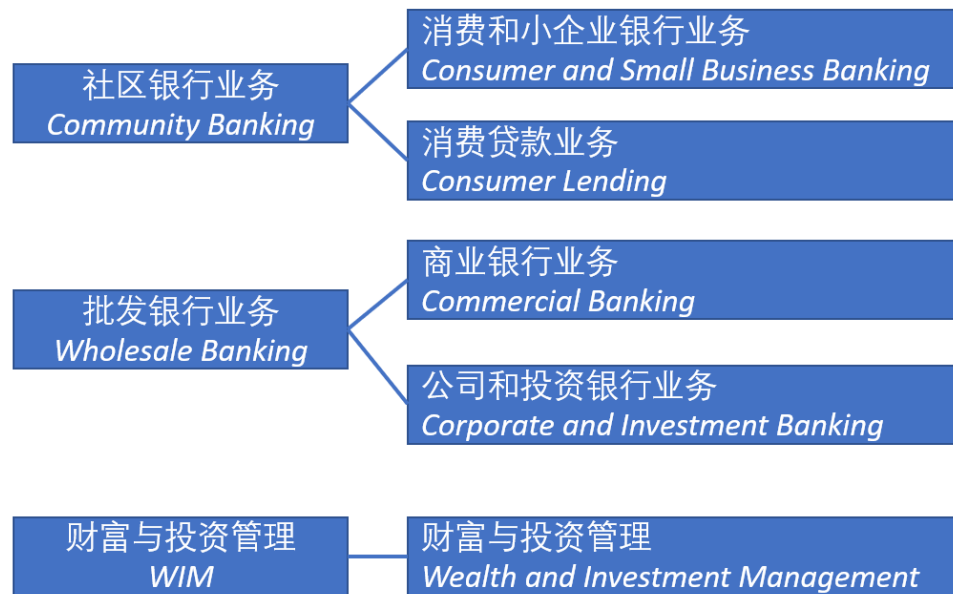 社区银行业务
Community Banking
消费和小企业银行业务
Consumer and Small Business Banking
消费贷款业务
Consumer Lending
批发银行业务
Wholesale Banking
商业银行业务
Commercial Banking
公司和投资银行业务
Corporate and Investment Banking
财富与投资管理
WIM
财富与投资管理
Wealth and Investment Management